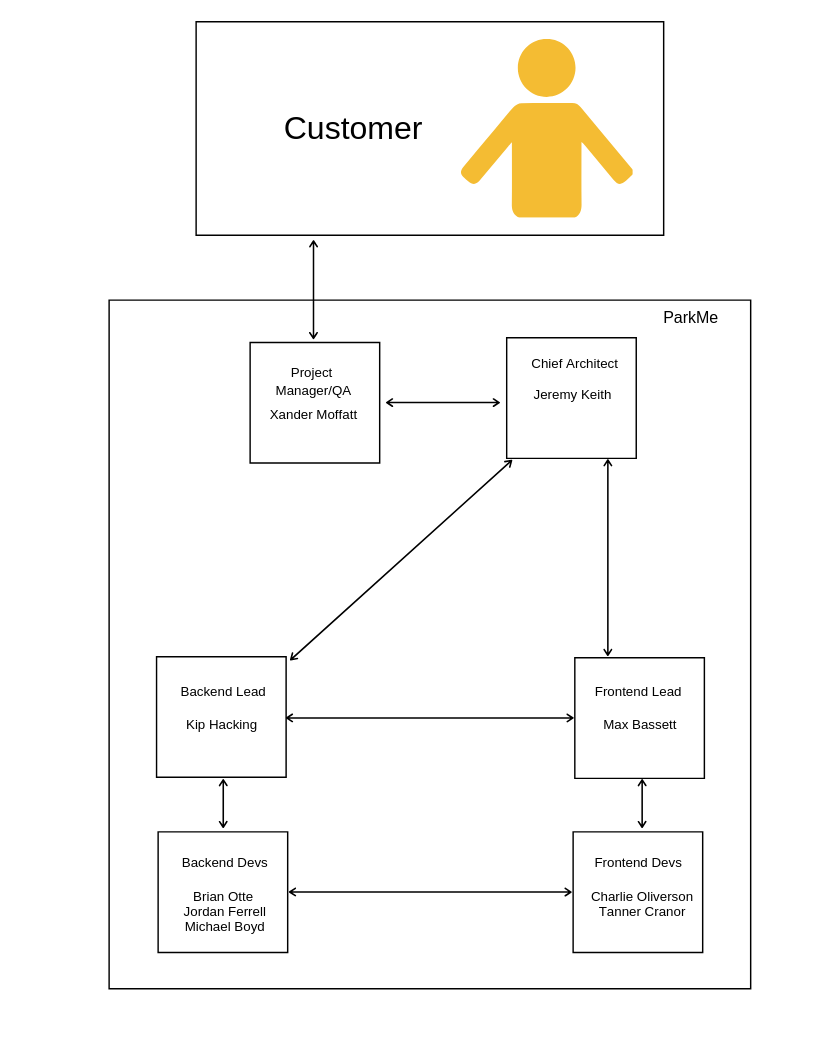 Customer
ParkMe
Project
Manager/QA
Xander Moffatt
Chief Architect
Jeremy Keith
Backend Lead
Kip Hacking
Frontend Lead
Max Bassett
Backend Devs
Brian Otte
Jordan Ferrell
Michael Boyd
Frontend Devs
Charlie Oliverson
Tanner Cranor